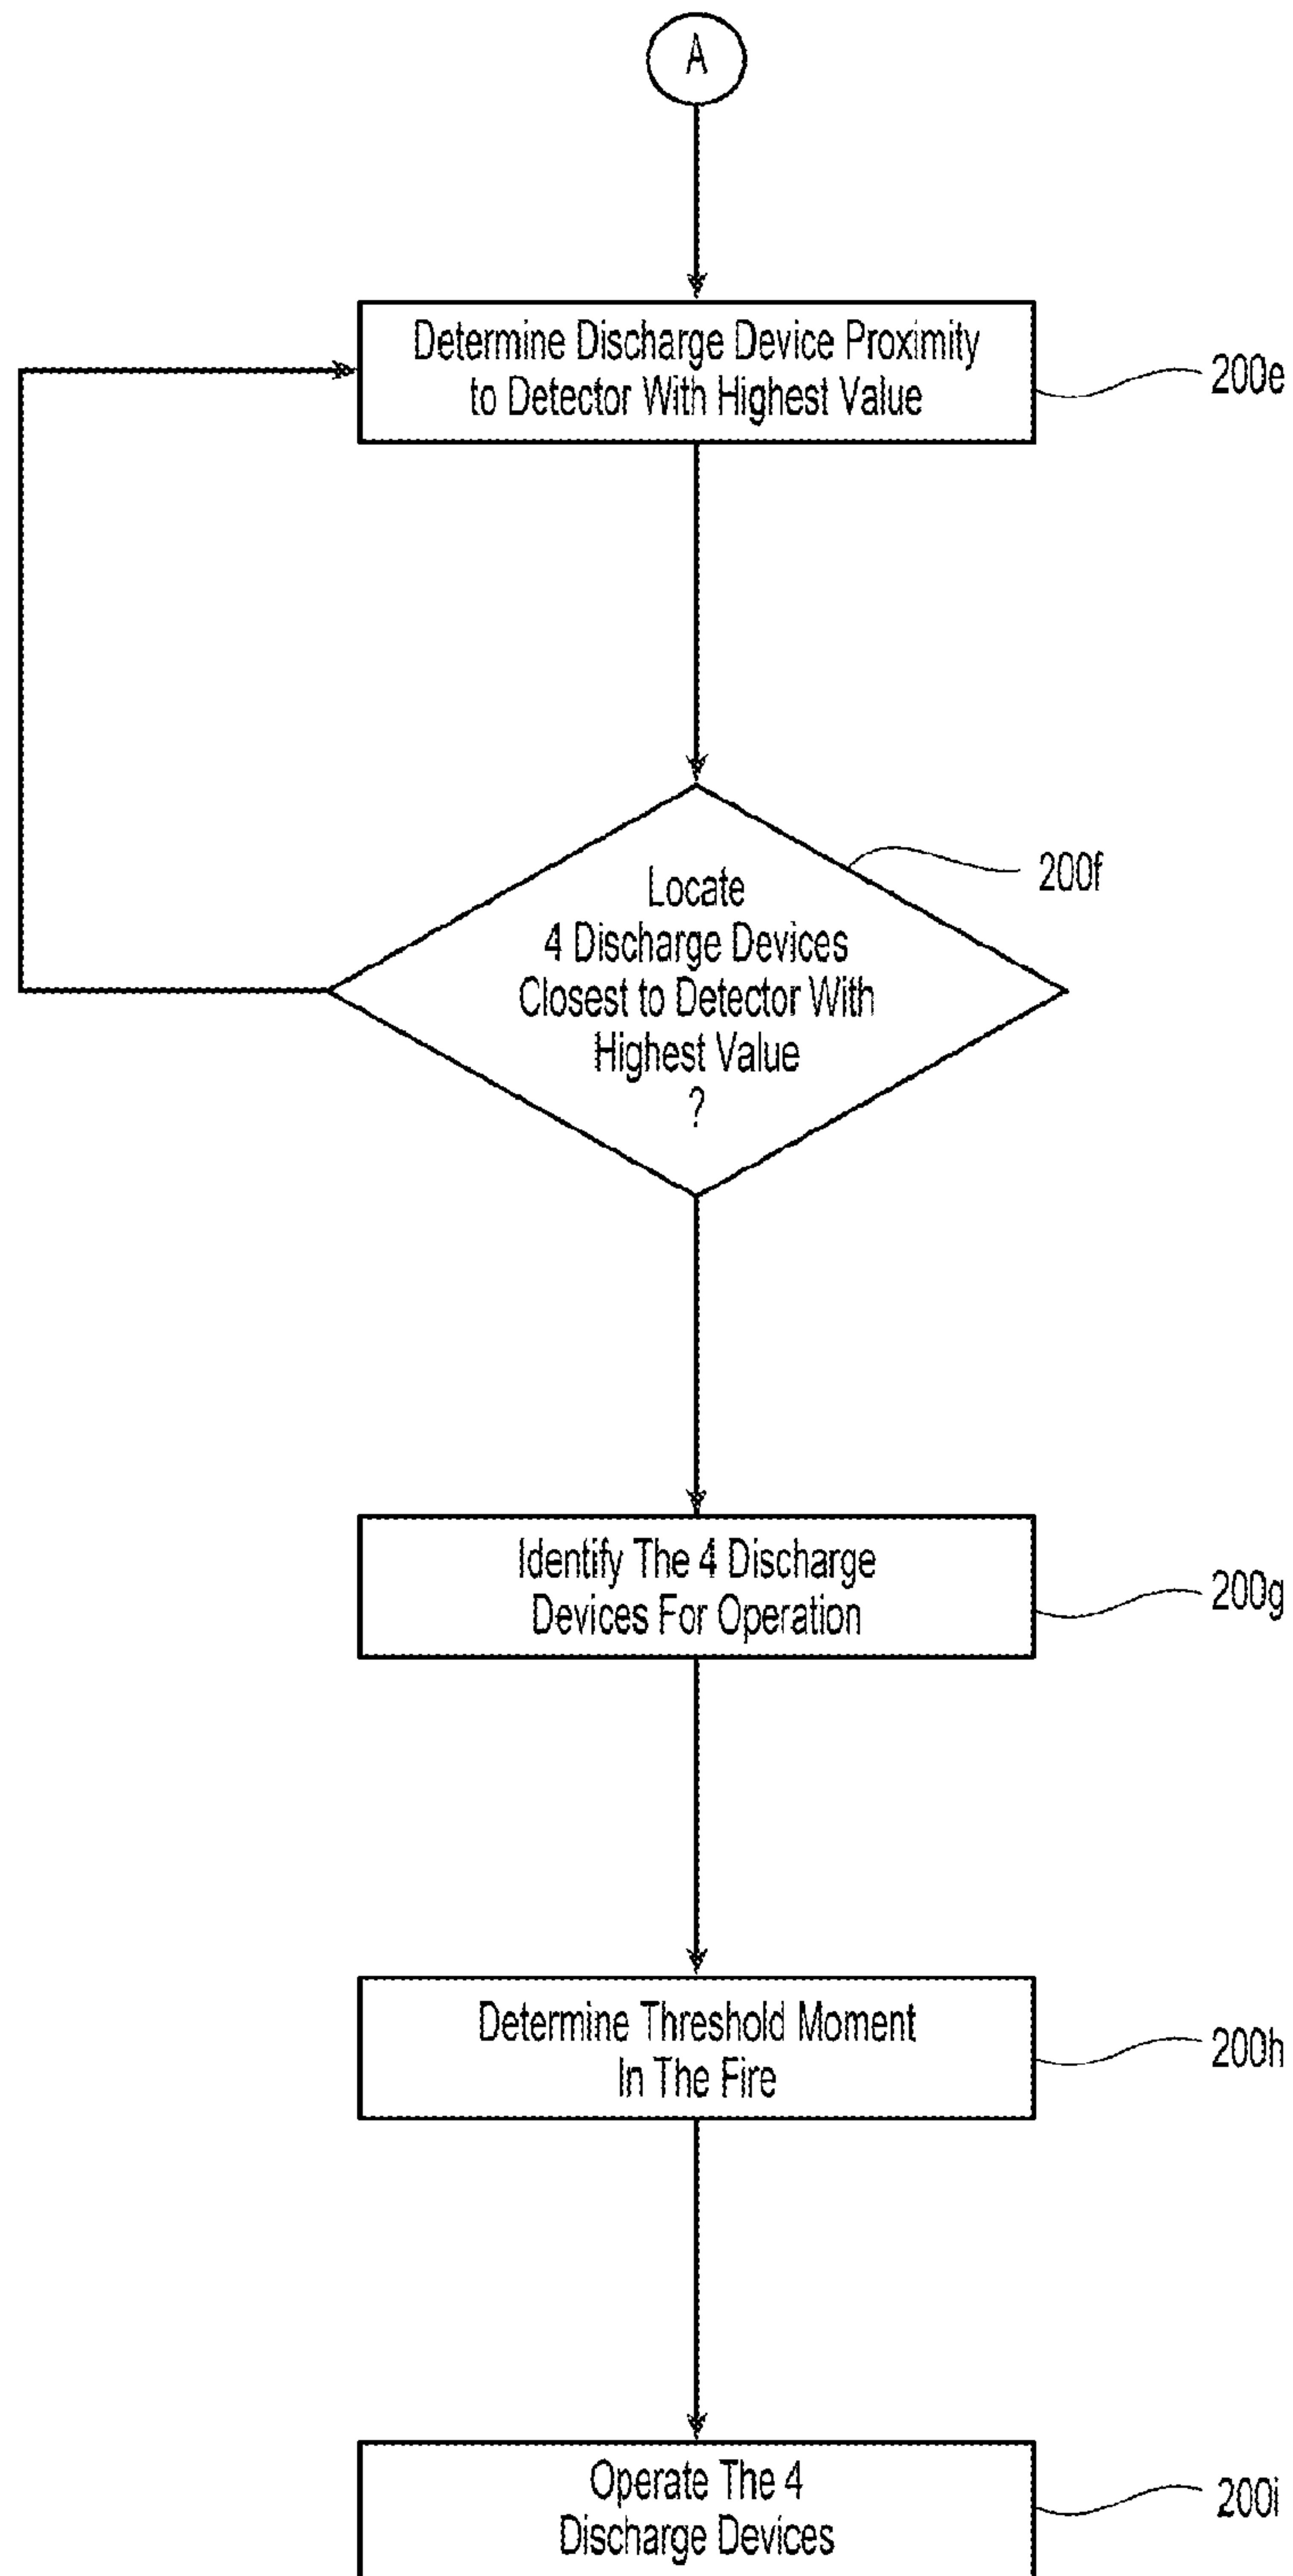 A
Determine Discharge Device Proximity
to Detector With Highest Value
200e
Locate
4 Discharge Devices
Closest to Detector With
Highest Value
?
200f
Identify The 4 Discharge
Devices For Operation
200g
Determine Threshold Moment
In The Fire
200h
Operate The 4
Discharge Devices
200i